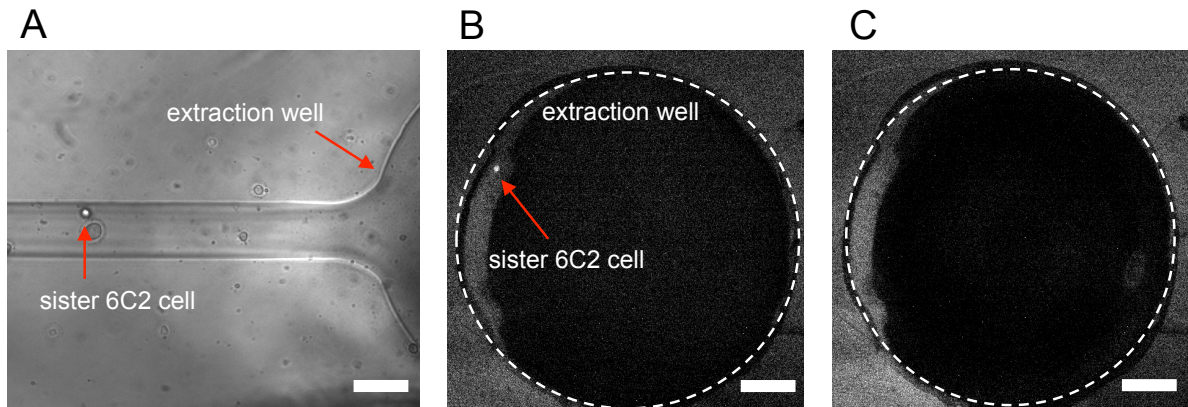 A
extraction well
sister 6C2 cell
B
extraction well
sister 6C2 cell
C